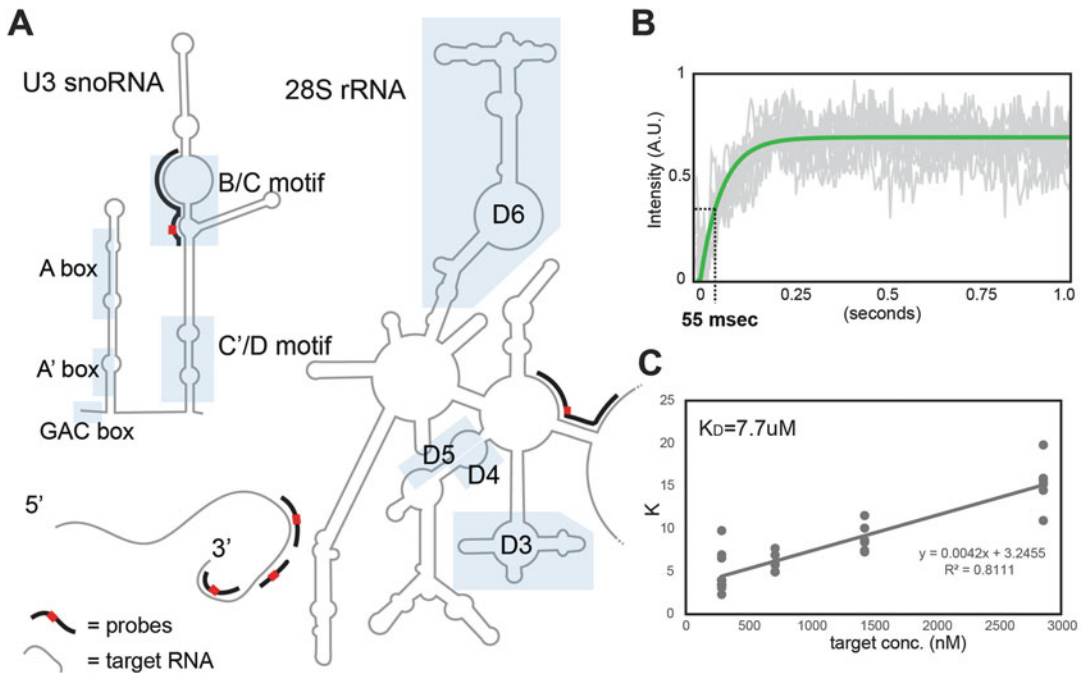 A
U3 snoRNA
28S rRNA
B/C motif
D6
A box
A' box
C'/D motif
GAC box
D5
D4
D3
5'
3'
= probes
= target RNA
B
Intensity (A.U.)
1
0.5
0
0
0.25
0.5
0.75
1.0
(seconds)
55 msec
C
KD=7.7uM
K
25
20
15
10
5
0
y = 0.0042x + 3.2455
R² = 0.8111
0
500
1000
1500
2000
2500
3000
target conc. (nM)